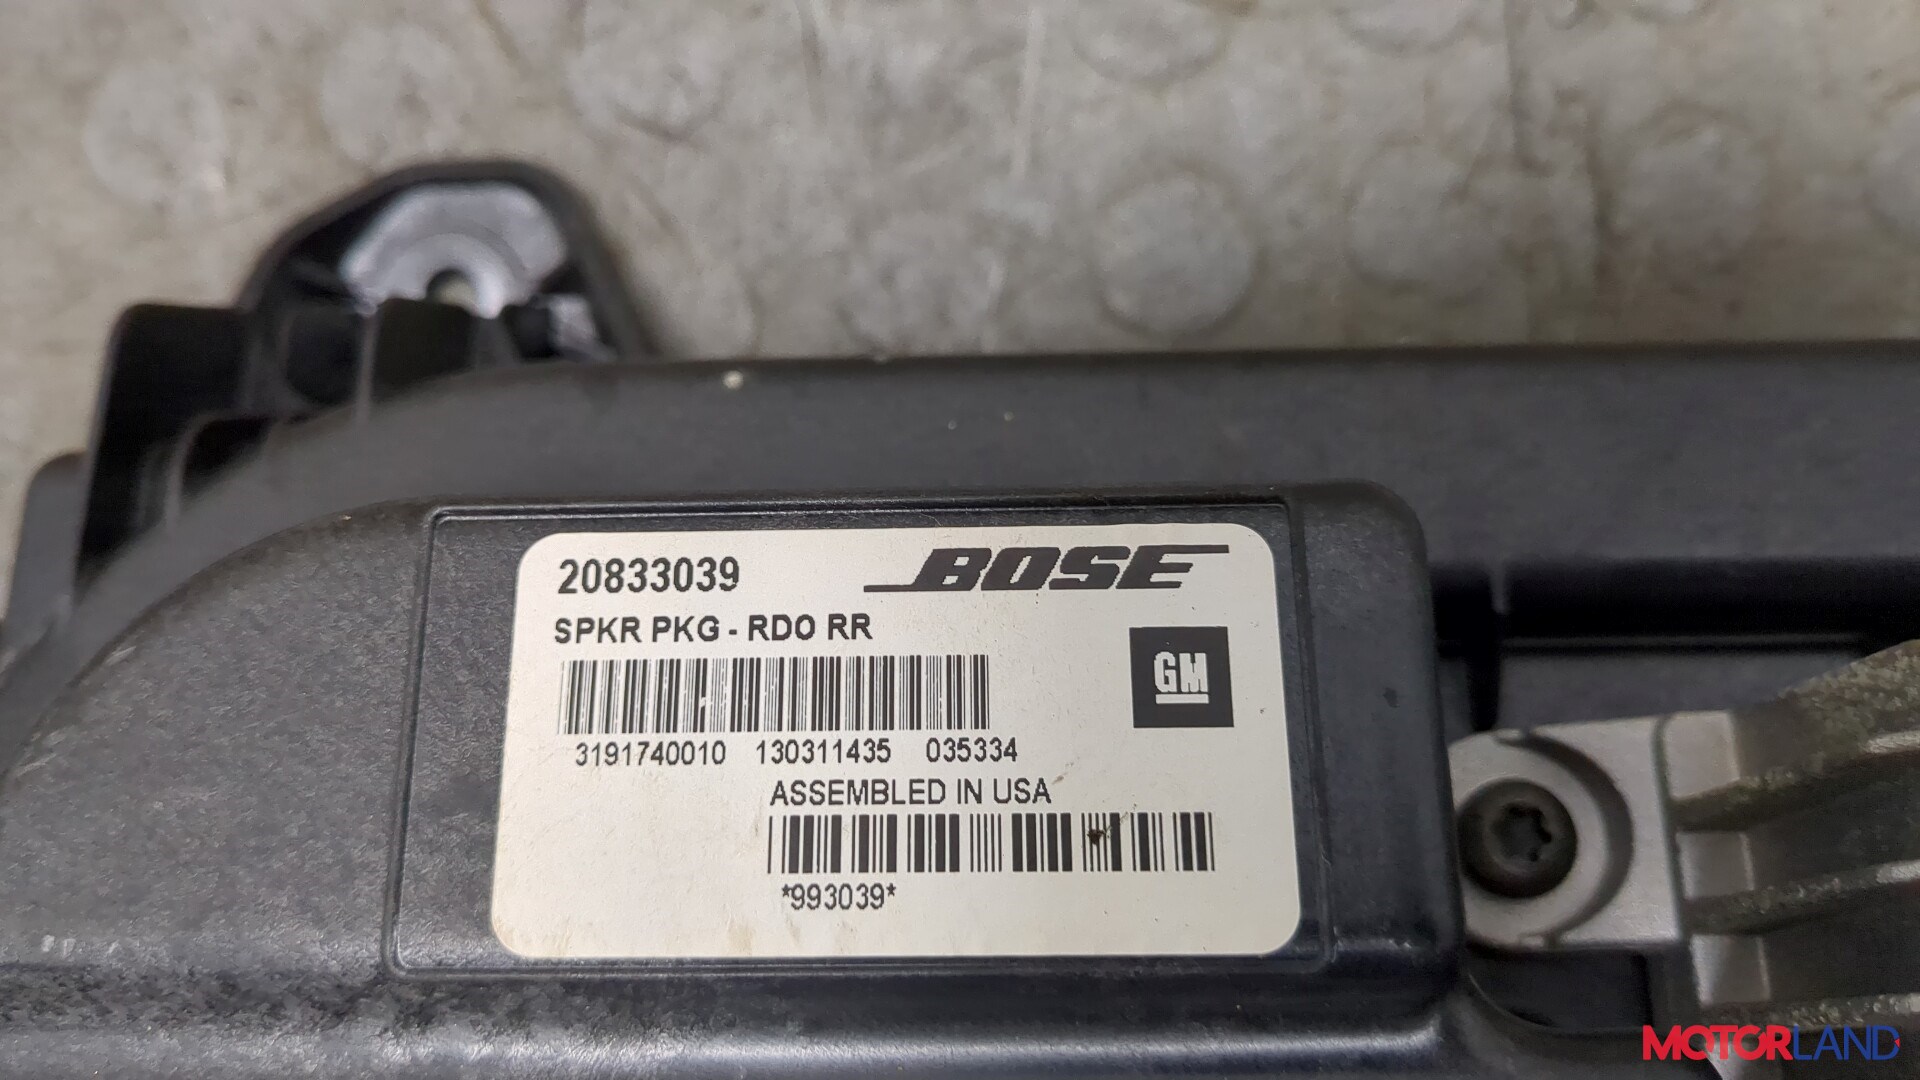 20833039 BOSE
SPKR PKG - RDO RR
GM
3191740010 130311435 035334
ASSEMBLED IN USA
*993039*
MOTORLAND